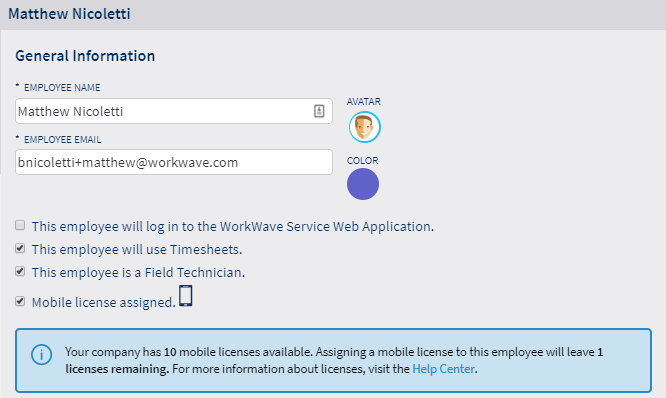 Matthew Nicoletti
General Information
* EMPLOYEE NAME
Matthew Nicoletti
AVATAR
* EMPLOYEE EMAIL
bnicoletti+matthew@workwave.com
COLOR
This employee will log in to the WorkWave Service Web Application.
This employee will use Timesheets.
This employee is a Field Technician.
Mobile license assigned.
Your company has 10 mobile licenses available. Assigning a mobile license to this employee will leave 1
licenses remaining. For more information about licenses, visit the Help Center.